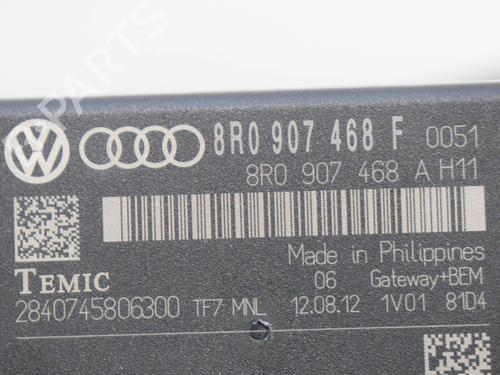 8R0 907 468 F 0051
8R0 907 468 A H11
Made in Philippines
TEMIC 06 Gateway+BEM
2840745806300 TF7 MNL 12.08.12 1V01 81D4